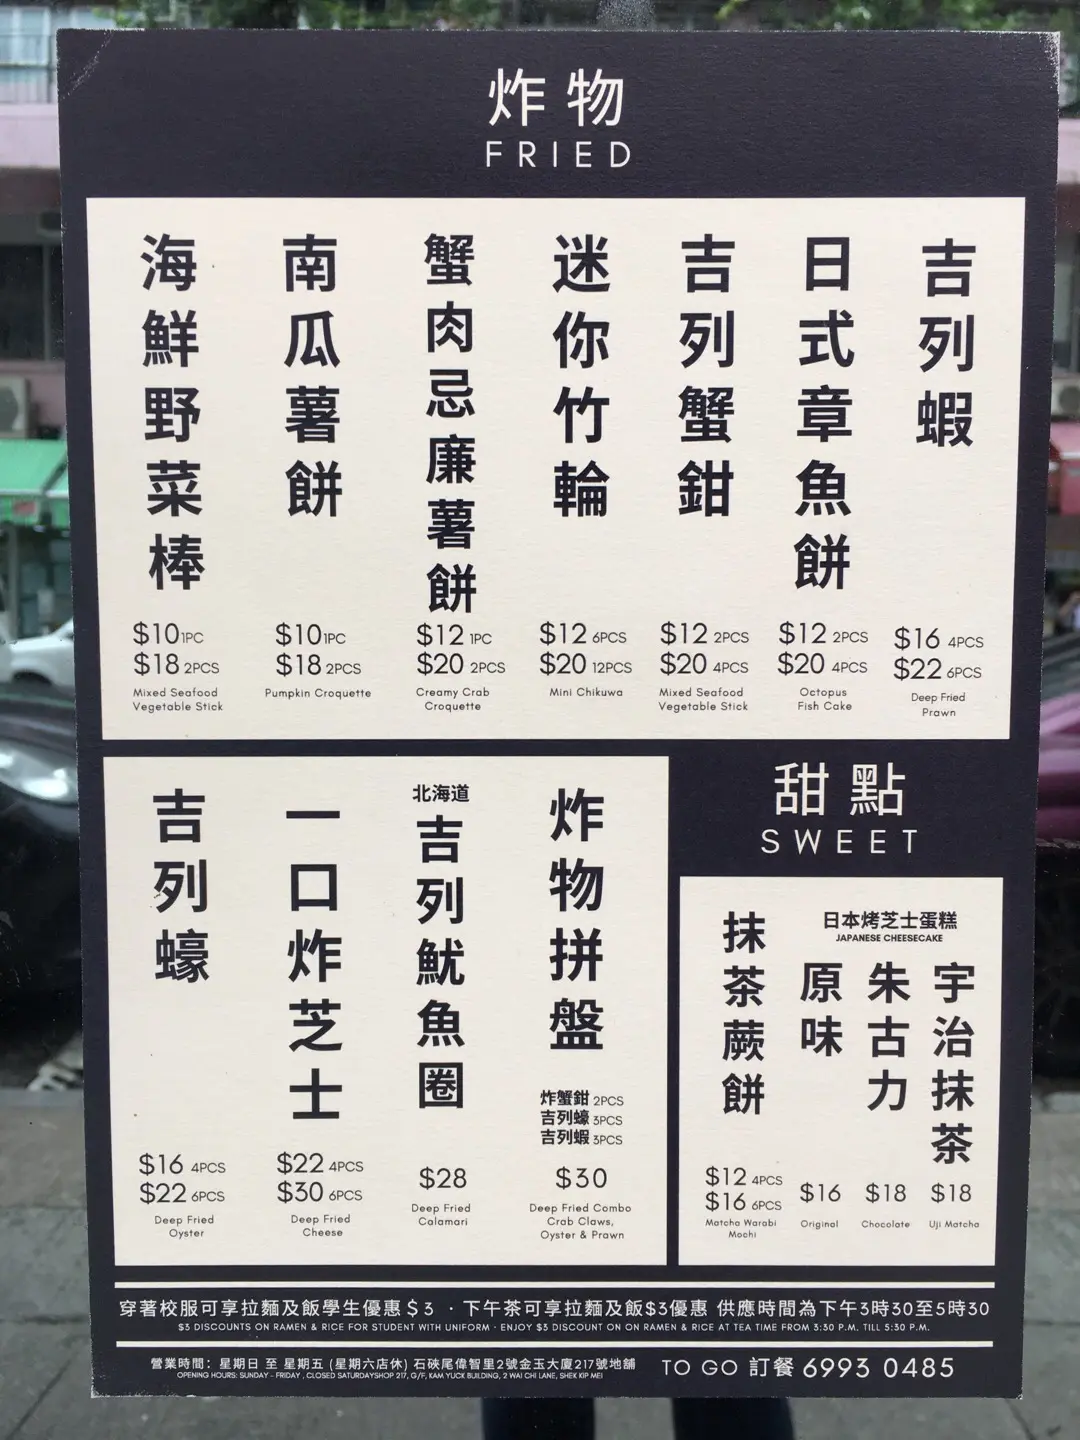 炸物
FRIED
海鮮野菜棒
$10 1PC
$18 2PCS
Mixed Seafood
Vegetable Stick
南瓜薯餅
$10 1PC
$18 2PCS
Pumpkin Croquette
蟹肉忌廉薯餅
$12 1PC
$20 2PCS
Creamy Crab
Croquette
迷你竹輪
$12 6PCS
$20 12PCS
Mini Chikuwa
吉列蟹鉗
$12 2PCS
$20 4PCS
Mixed Seafood
Vegetable Stick
日式章魚餅
$12 2PCS
$20 4PCS
Octopus
Fish Cake
吉列蝦
$16 4PCS
$22 6PCS
Deep Fried
Prawn
吉列蠔
$16 4PCS
$22 6PCS
Deep Fried
Oyster
一口炸芝士
$22 4PCS
$30 6PCS
Deep Fried
Cheese
北海道
吉列魷魚圈
$28
Deep Fried
Calamari
炸物拼盤
炸蟹鉗 2PCS
吉列蠔 3PCS
吉列蝦 3PCS
$30
Deep Fried Combo
Crab Claws,
Oyster & Prawn
甜點
SWEET
抹茶蕨餅
$12 4PCS
$16 6PCS
Matcha Warabi
Mochi
日本烤芝士蛋糕
JAPANESE CHEESECAKE
原味
$16
Original
朱古力
$18
Chocolate
宇治抹茶
$18
Uji Matcha
穿著校服可享拉麵及飯學生優惠$3 · 下午茶可享拉麵及飯$3優惠 供應時間為下午3時30至5時30
$3 DISCOUNTS ON RAMEN & RICE FOR STUDENT WITH UNIFORM · ENJOY $3 DISCOUNT ON ON RAMEN & RICE AT TEA TIME FROM 3:30 P.M. TILL 5:30 P.M.
營業時間：星期日 至 星期五 (星期六店休) 石硤尾偉智里2號金玉大廈217號地舖
OPENING HOURS: SUNDAY - FRIDAY , CLOSED SATURDAYSHOP 217, G/F, KAM YUCK BUILDING, 2 WAI CHI LANE, SHEK KIP MEI
TO GO 訂餐 6993 0485